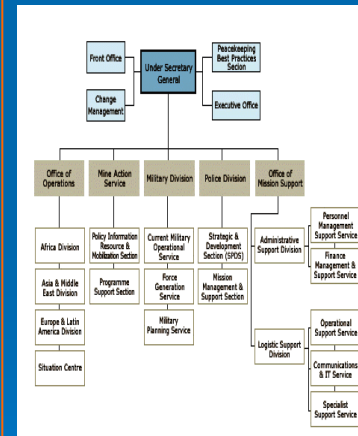 Front Office
Change
Management
Under Secretary
General
Peacekeeping
Best Practices
Secion
Executive Office
Office of
Operations
Mine Action
Service
Military Division
Police Division
Office of
Mission Support
Africa Division
Asia & Middle
East Division
Europe & Latin
America Division
Situation Centre
Policy Information
Resource &
Mobilization Section
Programme
Support Section
Current Military
Operational
Service
Force
Generation
Service
Military
Planning Service
Strategic &
Development
Section (SPDS)
Mission
Management &
Support Section
Administrative
Support Division
Personnel
Management
Support Service
Finance
Management &
Support Service
Logistic Support
Division
Operational
Support Service
Communications
& IT Service
Specialist
Support Service